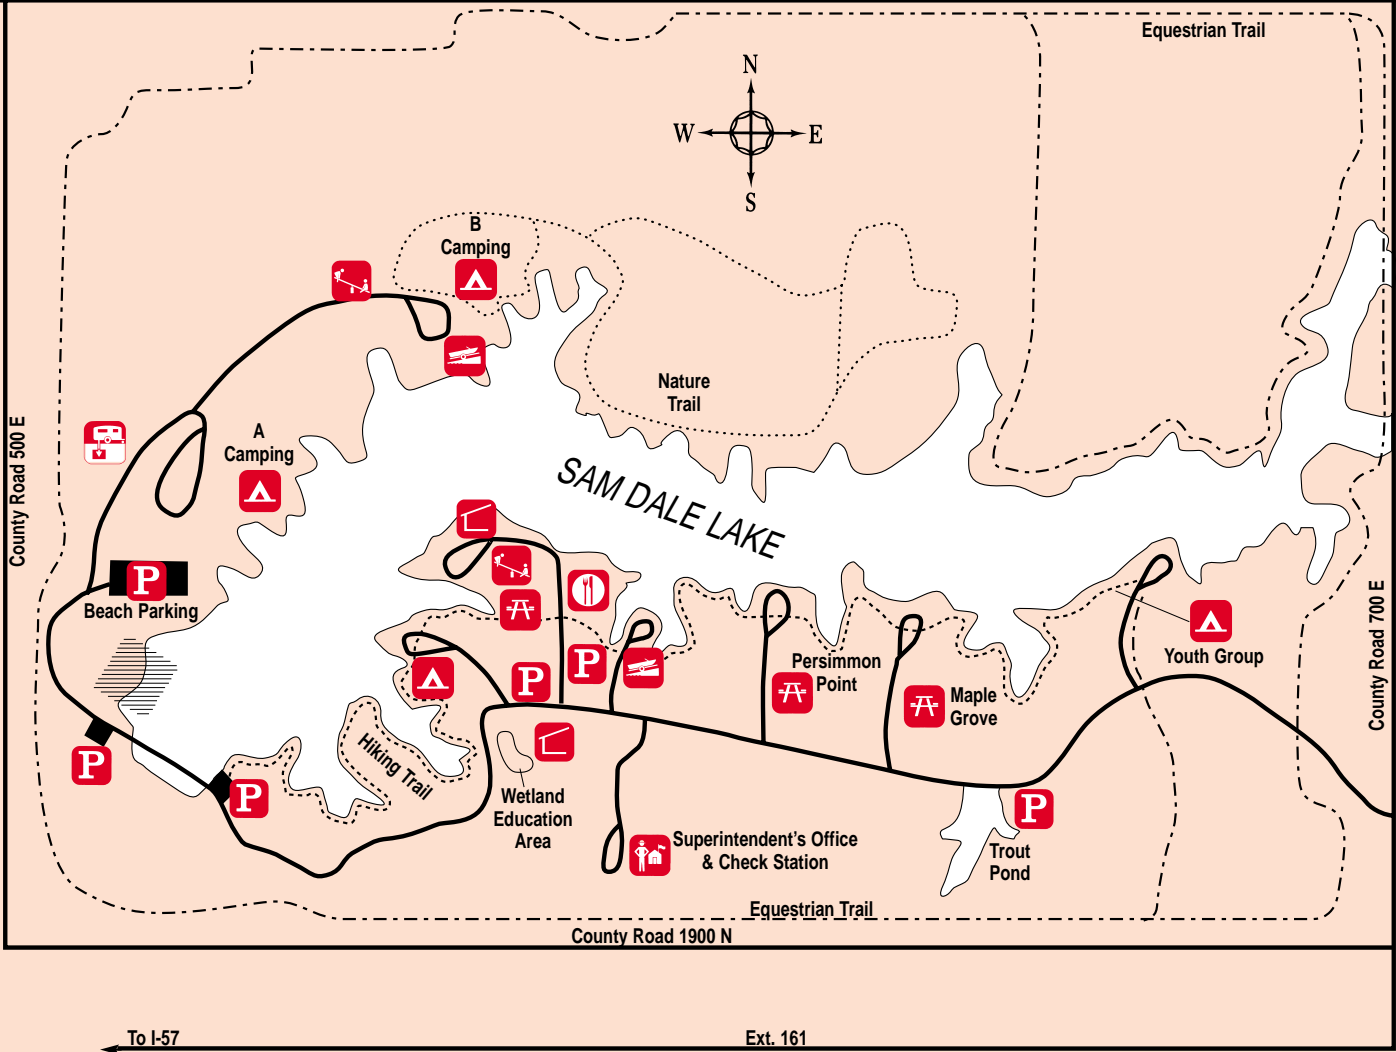 Equestrian Trail
N
W E
S
B
Camping
Nature
Trail
A
Camping
County Road 500 E
SAM DALE LAKE
P
Beach Parking
County Road 700 E
Youth Group
Persimmon
Point
P
P
Maple
Grove
Hiking Trail
P
P
Wetland
Education
Area
P
Superintendent's Office
& Check Station
Trout
Pond
Equestrian Trail
County Road 1900 N
To I-57
Ext. 161